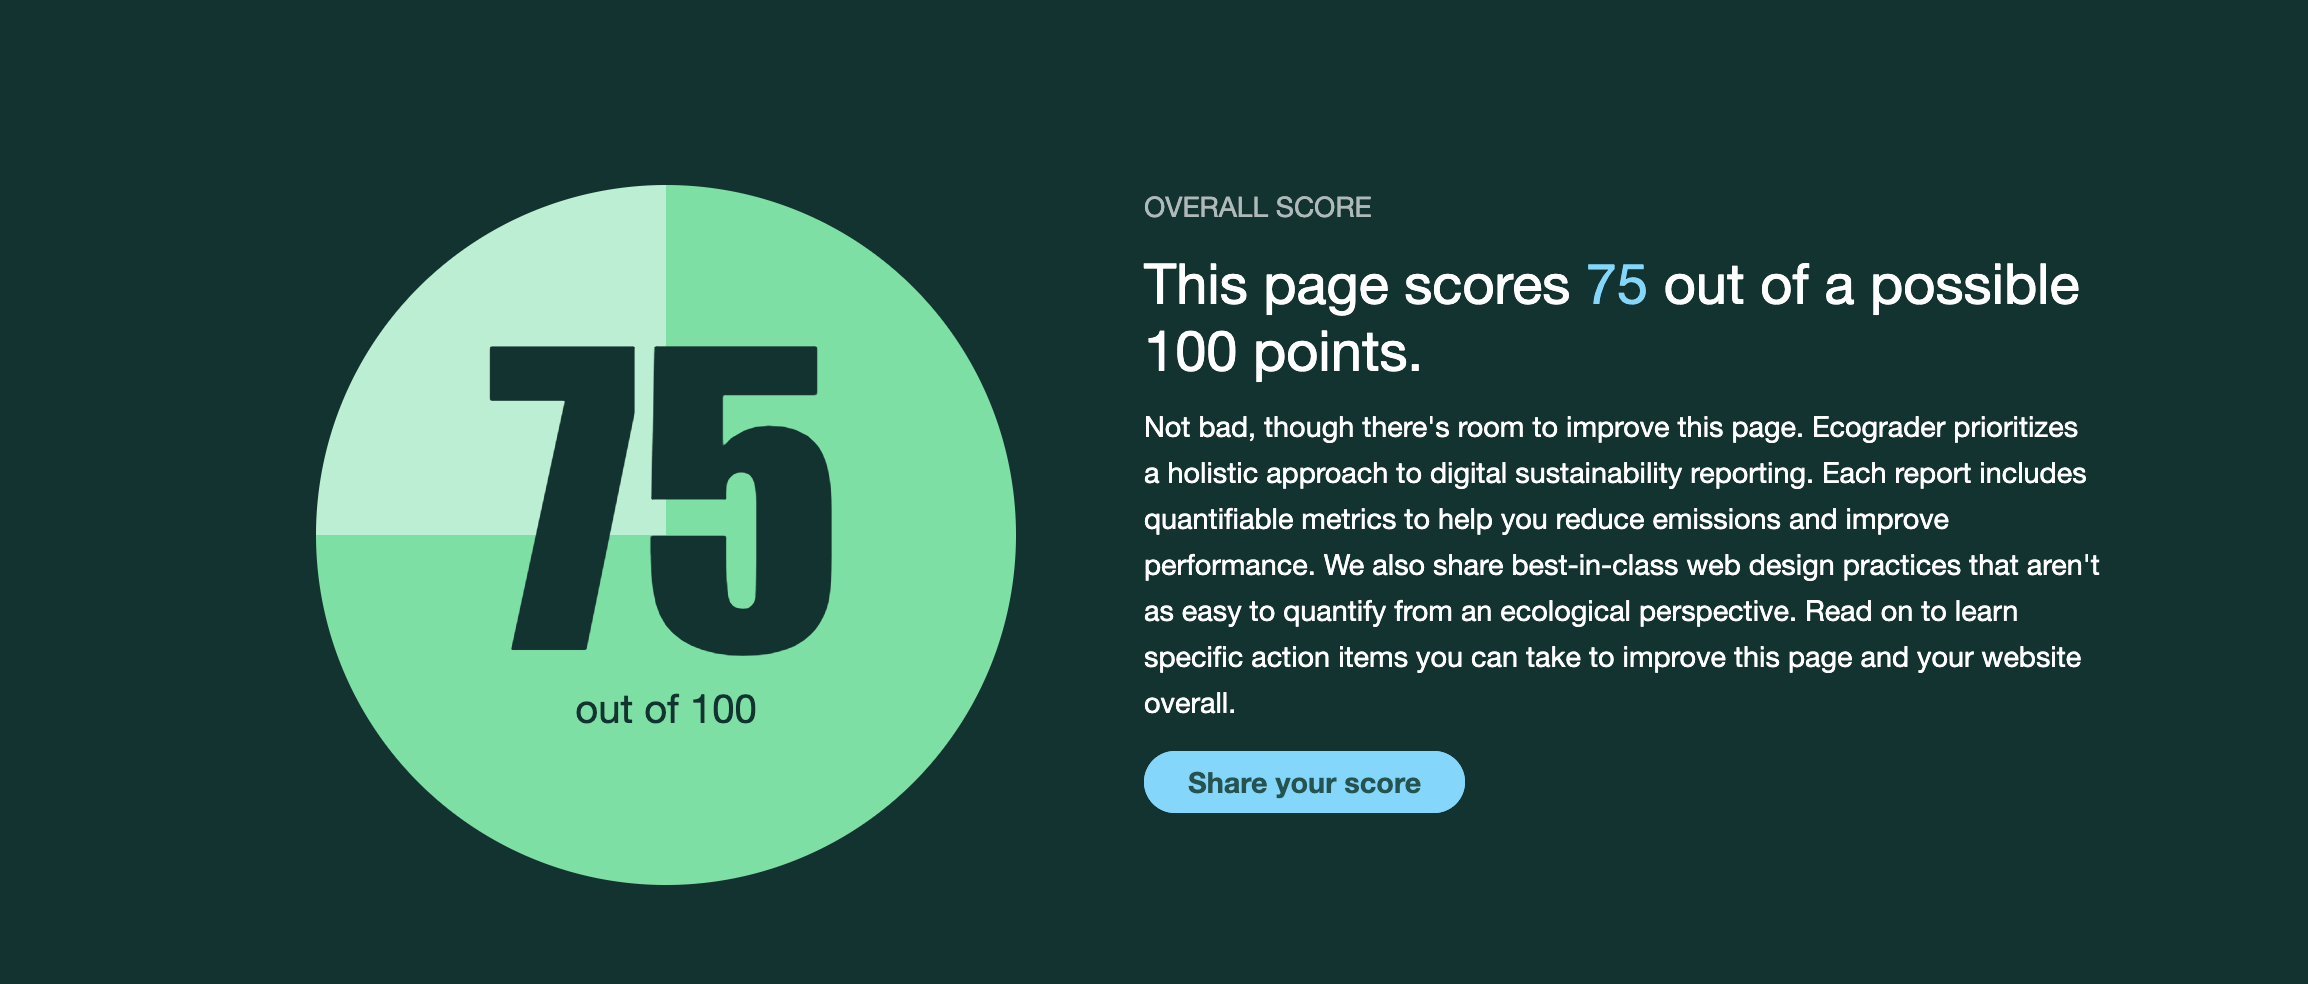 75
out of 100
OVERALL SCORE
This page scores 75 out of a possible
100 points.
Not bad, though there's room to improve this page. Ecograder prioritizes
a holistic approach to digital sustainability reporting. Each report includes
quantifiable metrics to help you reduce emissions and improve
performance. We also share best-in-class web design practices that aren't
as easy to quantify from an ecological perspective. Read on to learn
specific action items you can take to improve this page and your website
overall.
Share your score